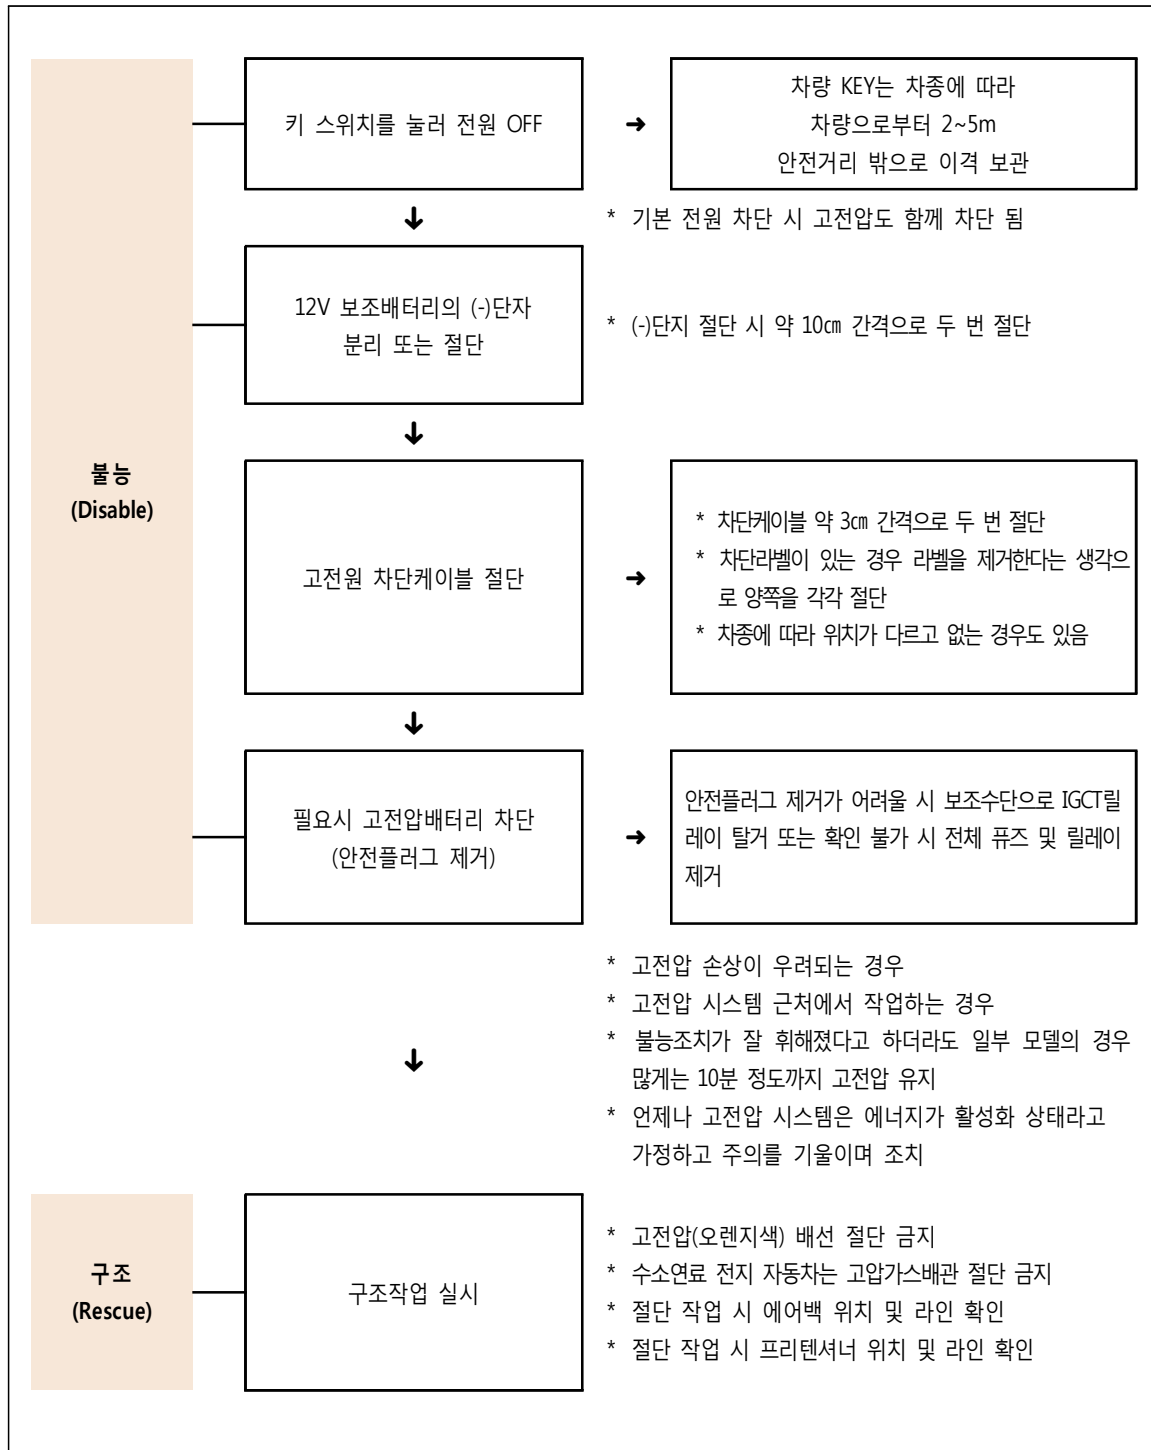 키 스위치를 눌러 전원 OFF
➜
차량 KEY는 차종에 따라
차량으로부터 2~5m
안전거리 밖으로 이격 보관
* 기본 전원 차단 시 고전압도 함께 차단 됨
12V 보조배터리의 (-)단자
분리 또는 절단
* (-)단지 절단 시 약 10㎝ 간격으로 두 번 절단
불능
(Disable)
고전원 차단케이블 절단
➜
* 차단케이블 약 3㎝ 간격으로 두 번 절단
* 차단라벨이 있는 경우 라벨을 제거한다는 생각으
로 양쪽을 각각 절단
* 차종에 따라 위치가 다르고 없는 경우도 있음
필요시 고전압배터리 차단
(안전플러그 제거)
➜
안전플러그 제거가 어려울 시 보조수단으로 IGCT릴
레이 탈거 또는 확인 불가 시 전체 퓨즈 및 릴레이
제거
* 고전압 손상이 우려되는 경우
* 고전압 시스템 근처에서 작업하는 경우
* 불능조치가 잘 휘해졌다고 하더라도 일부 모델의 경우
많게는 10분 정도까지 고전압 유지
* 언제나 고전압 시스템은 에너지가 활성화 상태라고
가정하고 주의를 기울이며 조치
구조
(Rescue)
구조작업 실시
* 고전압(오렌지색) 배선 절단 금지
* 수소연료 전지 자동차는 고압가스배관 절단 금지
* 절단 작업 시 에어백 위치 및 라인 확인
* 절단 작업 시 프리텐셔너 위치 및 라인 확인